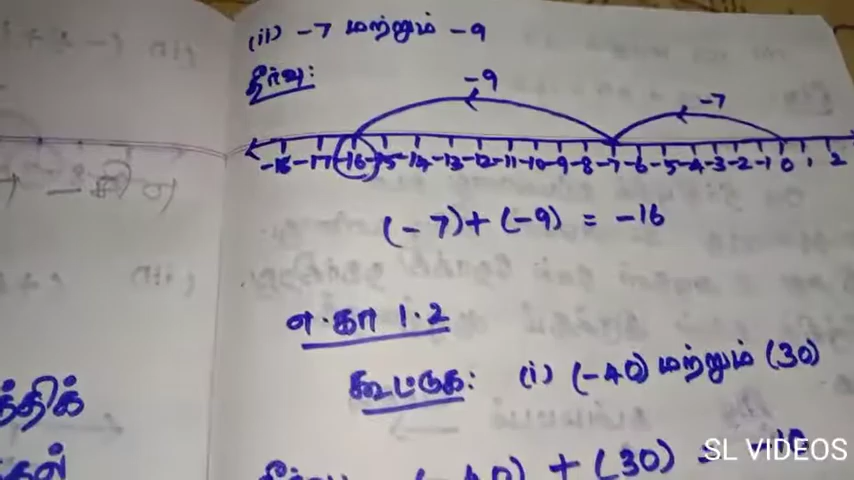 (ii) -7 மற்றும் -9
தீர்வு:
-9 -7
-18 -17 -16 -15 -14 -13 -12 -11 -10 -9 -8 -7 -6 -5 -4 -3 -2 -1 0 1 2
(-7)+(-9) = -16
எ.கா 1.2
கூட்டுக: (i) (-40) மற்றும் (30)
தீர்வு (-40) + (30) = -10
SL VIDEOS